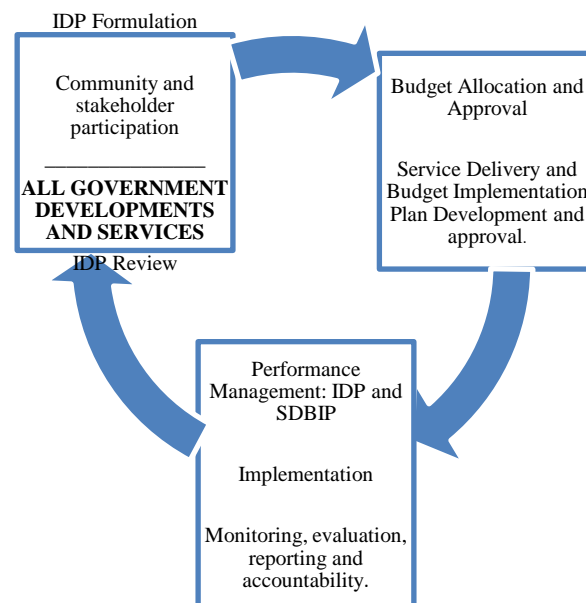 IDP Formulation
Community and
stakeholder
participation
_______________
ALL GOVERNMENT
DEVELOPMENTS
AND SERVICES
IDP Review
Budget Allocation and
Approval
Service Delivery and
Budget Implementation
Plan Development and
approval.
Performance
Management: IDP and
SDBIP
Implementation
Monitoring, evaluation,
reporting and
accountability.